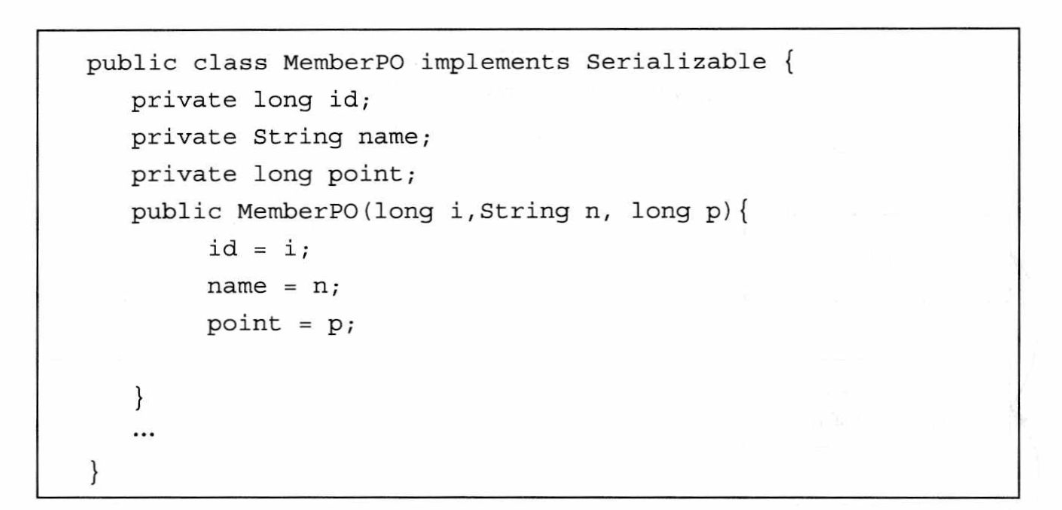 public class MemberPO implements Serializable {
private long id;
private String name;
private long point;
public MemberPO(long i,String n, long p){
id = i;
name = n;
point = p;
}
…
}